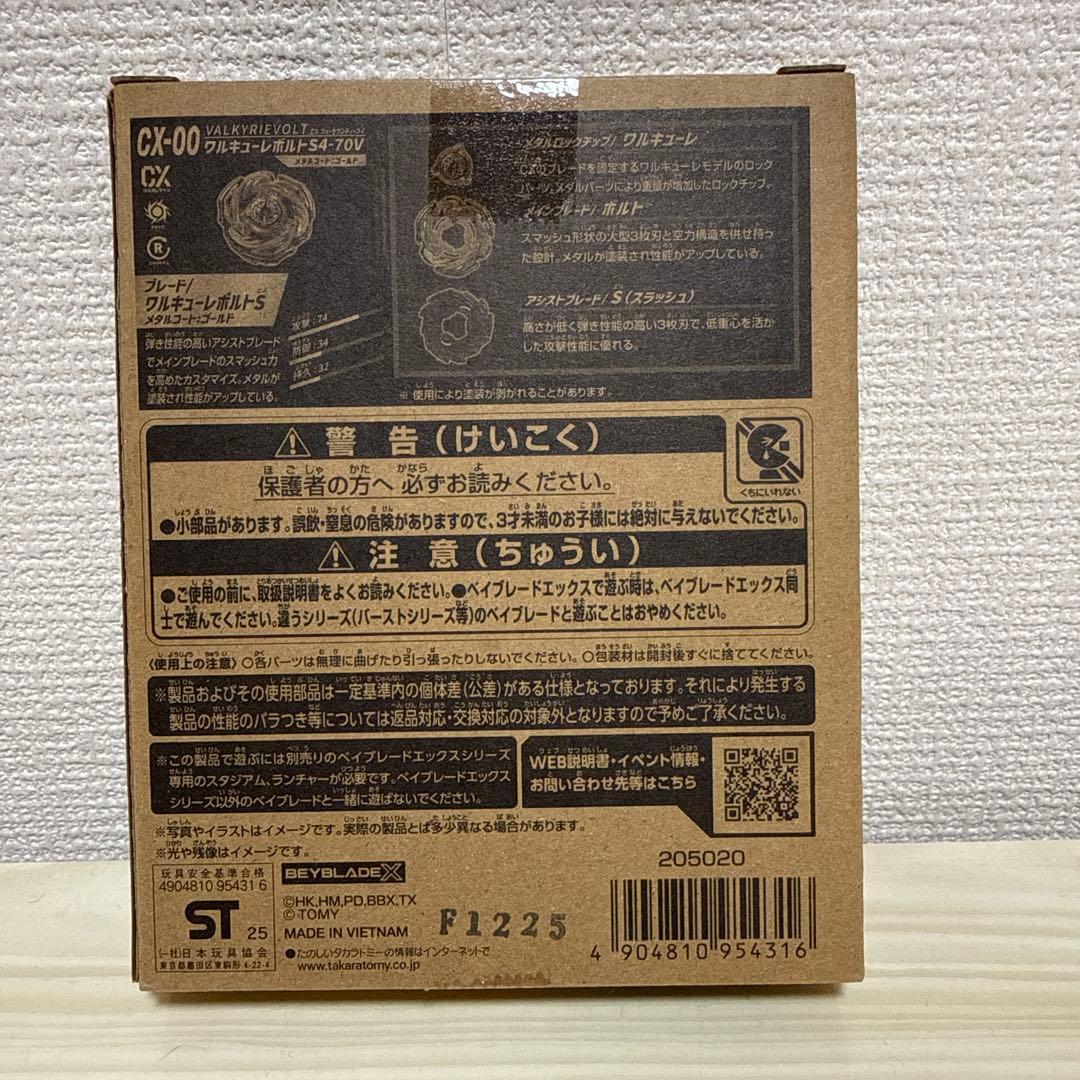 CX-00
VALKYRIEVOLT
ワルキューレボルトS4-70V
メタルコート:ゴールド
CX
R
ブレード/
ワルキューレボルトS
メタルコート:ゴールド
攻撃:74
防御:34
持久:32
弾き性能の高いアシストブレード
でメインブレードのスマッシュ力
を高めたカスタマイズ。メタルが
塗装され性能がアップしている。
メタルロックチップ/ ワルキューレ
CXのブレードを固定するワルキューレモデルのロック
パーツ。メタルパーツにより重量が増加したロックチップ。
メインブレード/ ボルト
スマッシュ形状の大型3枚刃と空力構造を併せ持っ
た設計。メタルが塗装され性能がアップしている。
アシストブレード/ S (スラッシュ)
高さが低く弾き性能の高い3枚刃で、低重心を活か
した攻撃性能に優れる。
※使用により塗装が剥がれることがあります。
警告(けいこく)
保護者の方へ 必ずお読みください。
●小部品があります。誤飲・窒息の危険がありますので、3才未満のお子様には絶対に与えないでください。
くちにいれない
注意(ちゅうい)
●ご使用の前に、取扱説明書をよくお読みください。●ベイブレードエックスで遊ぶ時は、ベイブレードエックス同
士で遊んでください。違うシリーズ(バーストシリーズ等)のベイブレードと遊ぶことはおやめください。
〈使用上の注意〉 ○各パーツは無理に曲げたり引っ張ったりしないでください。 ○包装材は開封後すぐに捨ててください。
※製品およびその使用部品は一定基準内の個体差(公差)がある仕様となっております。それにより発生する
製品の性能のバラつき等については返品対応・交換対応の対象外となりますので予めご了承ください。
※この製品で遊ぶには別売りのベイブレードエックスシリーズ
専用のスタジアム、ランチャーが必要です。ベイブレードエックス
シリーズ以外のベイブレードと一緒に遊ばないでください。
WEB説明書・イベント情報・
お問い合わせ先等はこちら
※写真やイラストはイメージです。実際の製品とは多少異なる場合があります。
※光や残像はイメージです。
玩具安全基準合格
4904810 95431 6
ST 25
(一社)日本玩具協会
東京都墨田区東駒形 4-22-4
BEYBLADE X
©HK,HM,PD,BBX,TX
© TOMY
MADE IN VIETNAM
F1225
●たのしいタカラトミーの情報はインターネットで
www.takaratomy.co.jp
205020
4 904810 954316